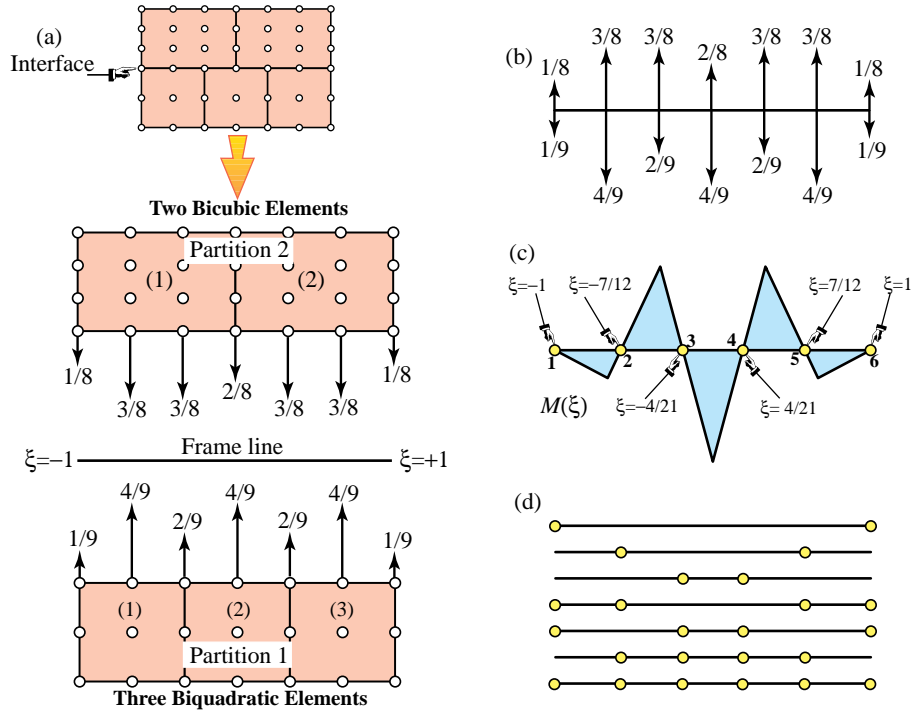 (a)
Interface
Two Bicubic Elements
Partition 2
(1) (2)
1/8 3/8 3/8 2/8 3/8 3/8 1/8
Frame line
ξ=−1 ξ=+1
1/9 4/9 2/9 4/9 2/9 4/9 1/9
(1) (2) (3)
Partition 1
Three Biquadratic Elements
(b)
1/8 3/8 3/8 2/8 3/8 3/8 1/8
1/9 4/9 2/9 4/9 2/9 4/9 1/9
(c)
ξ=−1 ξ=−7/12 ξ=7/12 ξ=1
1 2 3 4 5 6
M(ξ) ξ=−4/21 ξ= 4/21
(d)